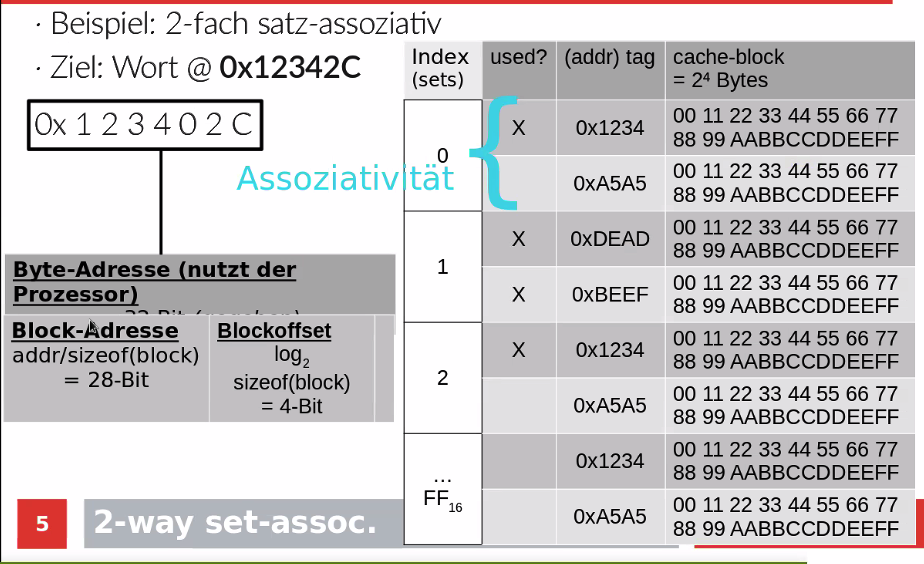 · Beispiel: 2-fach satz-assoziativ
· Ziel: Wort @ 0x12342C
0x 1 2 3 4 0 2 C
Assoziativität
Byte-Adresse (nutzt der
Prozessor)
Block-Adresse
addr/sizeof(block)
= 28-Bit
Blockoffset
log2
sizeof(block)
= 4-Bit
Index
(sets)
used?
(addr) tag
cache-block
= 2⁴ Bytes
0
X
0x1234
00 11 22 33 44 55 66 77
88 99 AABBCCDDEEFF
0xA5A5
00 11 22 33 44 55 66 77
88 99 AABBCCDDEEFF
1
X
0xDEAD
00 11 22 33 44 55 66 77
88 99 AABBCCDDEEFF
X
0xBEEF
00 11 22 33 44 55 66 77
88 99 AABBCCDDEEFF
2
X
0x1234
00 11 22 33 44 55 66 77
88 99 AABBCCDDEEFF
0xA5A5
00 11 22 33 44 55 66 77
88 99 AABBCCDDEEFF
...
FF16
0x1234
00 11 22 33 44 55 66 77
88 99 AABBCCDDEEFF
0xA5A5
00 11 22 33 44 55 66 77
88 99 AABBCCDDEEFF
5
2-way set-assoc.